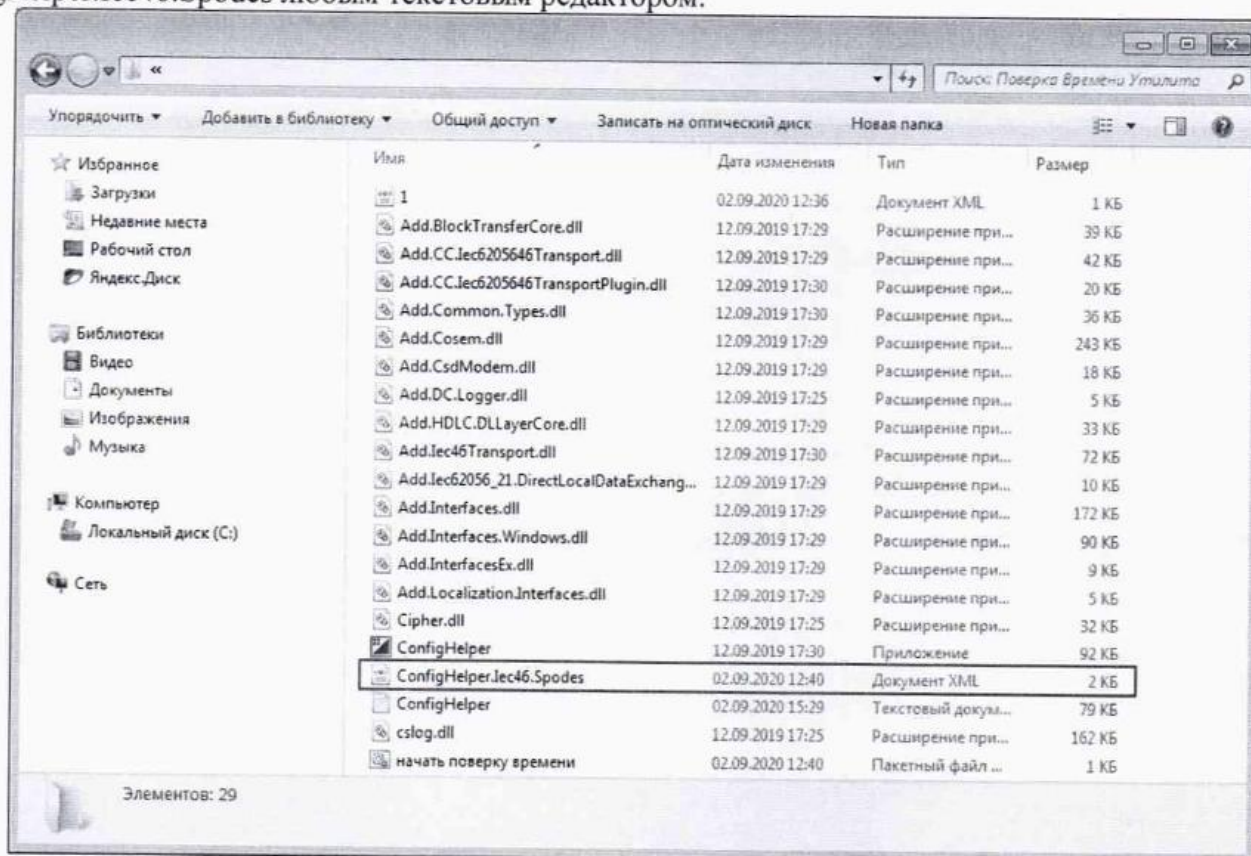 Spodes любым текстовым редактором.
«
Поиск: Поверка Времени Утилита
Упорядочить Добавить в библиотеку Общий доступ Записать на оптический диск Новая папка
Имя Дата изменения Тип Размер
Избранное
Загрузки
Недавние места
Рабочий стол
Яндекс.Диск
Библиотеки
Видео
Документы
Изображения
Музыка
Компьютер
Локальный диск (C:)
Сеть
1 02.09.2020 12:36 Документ XML 1 КБ
Add.BlockTransferCore.dll 12.09.2019 17:29 Расширение при... 39 КБ
Add.CC.Iec6205646Transport.dll 12.09.2019 17:29 Расширение при... 42 КБ
Add.CC.Iec6205646TransportPlugin.dll 12.09.2019 17:30 Расширение при... 20 КБ
Add.Common.Types.dll 12.09.2019 17:30 Расширение при... 36 КБ
Add.Cosem.dll 12.09.2019 17:29 Расширение при... 243 КБ
Add.CsdModem.dll 12.09.2019 17:29 Расширение при... 18 КБ
Add.DC.Logger.dll 12.09.2019 17:25 Расширение при... 5 КБ
Add.HDLC.DLLayerCore.dll 12.09.2019 17:29 Расширение при... 33 КБ
Add.Iec46Transport.dll 12.09.2019 17:30 Расширение при... 72 КБ
Add.Iec62056_21.DirectLocalDataExchang... 12.09.2019 17:29 Расширение при... 10 КБ
Add.Interfaces.dll 12.09.2019 17:29 Расширение при... 172 КБ
Add.Interfaces.Windows.dll 12.09.2019 17:29 Расширение при... 90 КБ
Add.InterfacesEx.dll 12.09.2019 17:29 Расширение при... 9 КБ
Add.Localization.Interfaces.dll 12.09.2019 17:29 Расширение при... 5 КБ
Cipher.dll 12.09.2019 17:25 Расширение при... 32 КБ
ConfigHelper 12.09.2019 17:30 Приложение 92 КБ
ConfigHelper.Iec46.Spodes 02.09.2020 12:40 Документ XML 2 КБ
ConfigHelper 02.09.2020 15:29 Текстовый докум... 79 КБ
cslog.dll 12.09.2019 17:25 Расширение при... 162 КБ
начать поверку времени 02.09.2020 12:40 Пакетный файл ... 1 КБ
Элементов: 29